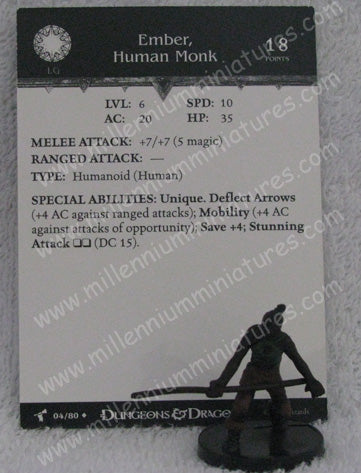 Ember,
Human Monk
18
POINTS
LG
LVL: 6 SPD: 10
AC: 20 HP: 35
MELEE ATTACK: +7/+7 (5 magic)
RANGED ATTACK: —
TYPE: Humanoid (Human)
SPECIAL ABILITIES: Unique. Deflect Arrows
(+4 AC against ranged attacks); Mobility (+4 AC
against attacks of opportunity); Save +4; Stunning
Attack ❏❏ (DC 15).
04/80 ◆ DUNGEONS & DRAGO
www.millenniumminiatures.com